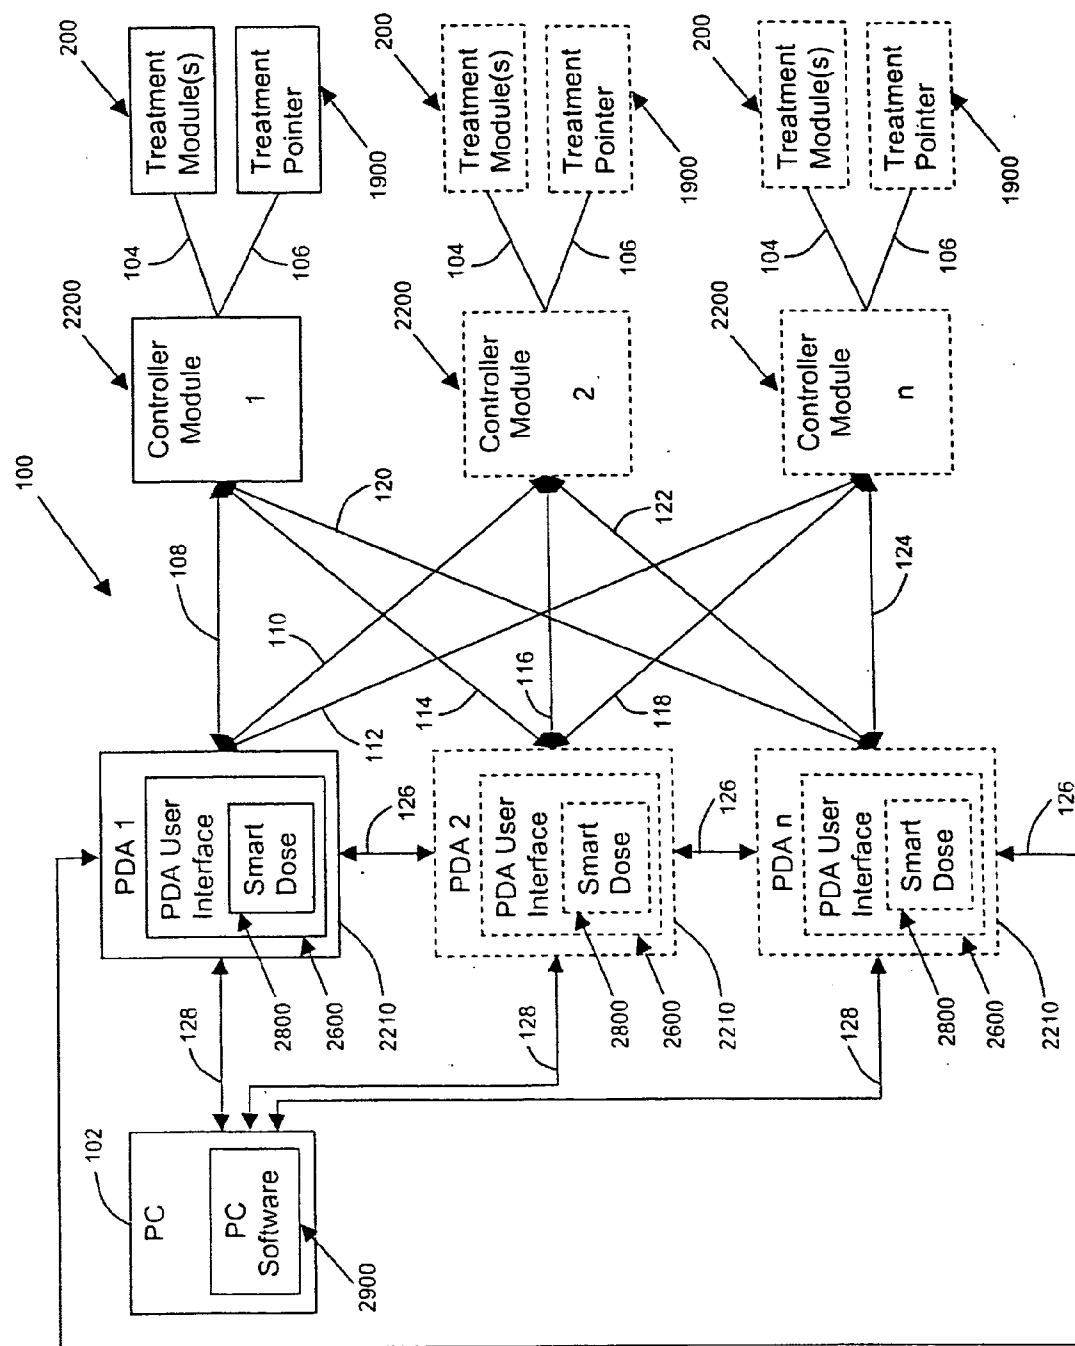 100
102
PC
PC
Software
2900
128
128
128
PDA 1
PDA User
Interface
Smart
Dose
2800
2600
2210
126
PDA 2
PDA User
Interface
Smart
Dose
2800
2600
2210
126
PDA n
PDA User
Interface
Smart
Dose
2800
2600
2210
126
108
110
112
114
116
118
120
122
124
2200
Controller
Module
1
2200
Controller
Module
2
2200
Controller
Module
n
104
106
104
106
104
106
200
Treatment
Module(s)
Treatment
Pointer
1900
200
Treatment
Module(s)
Treatment
Pointer
1900
200
Treatment
Module(s)
Treatment
Pointer
1900